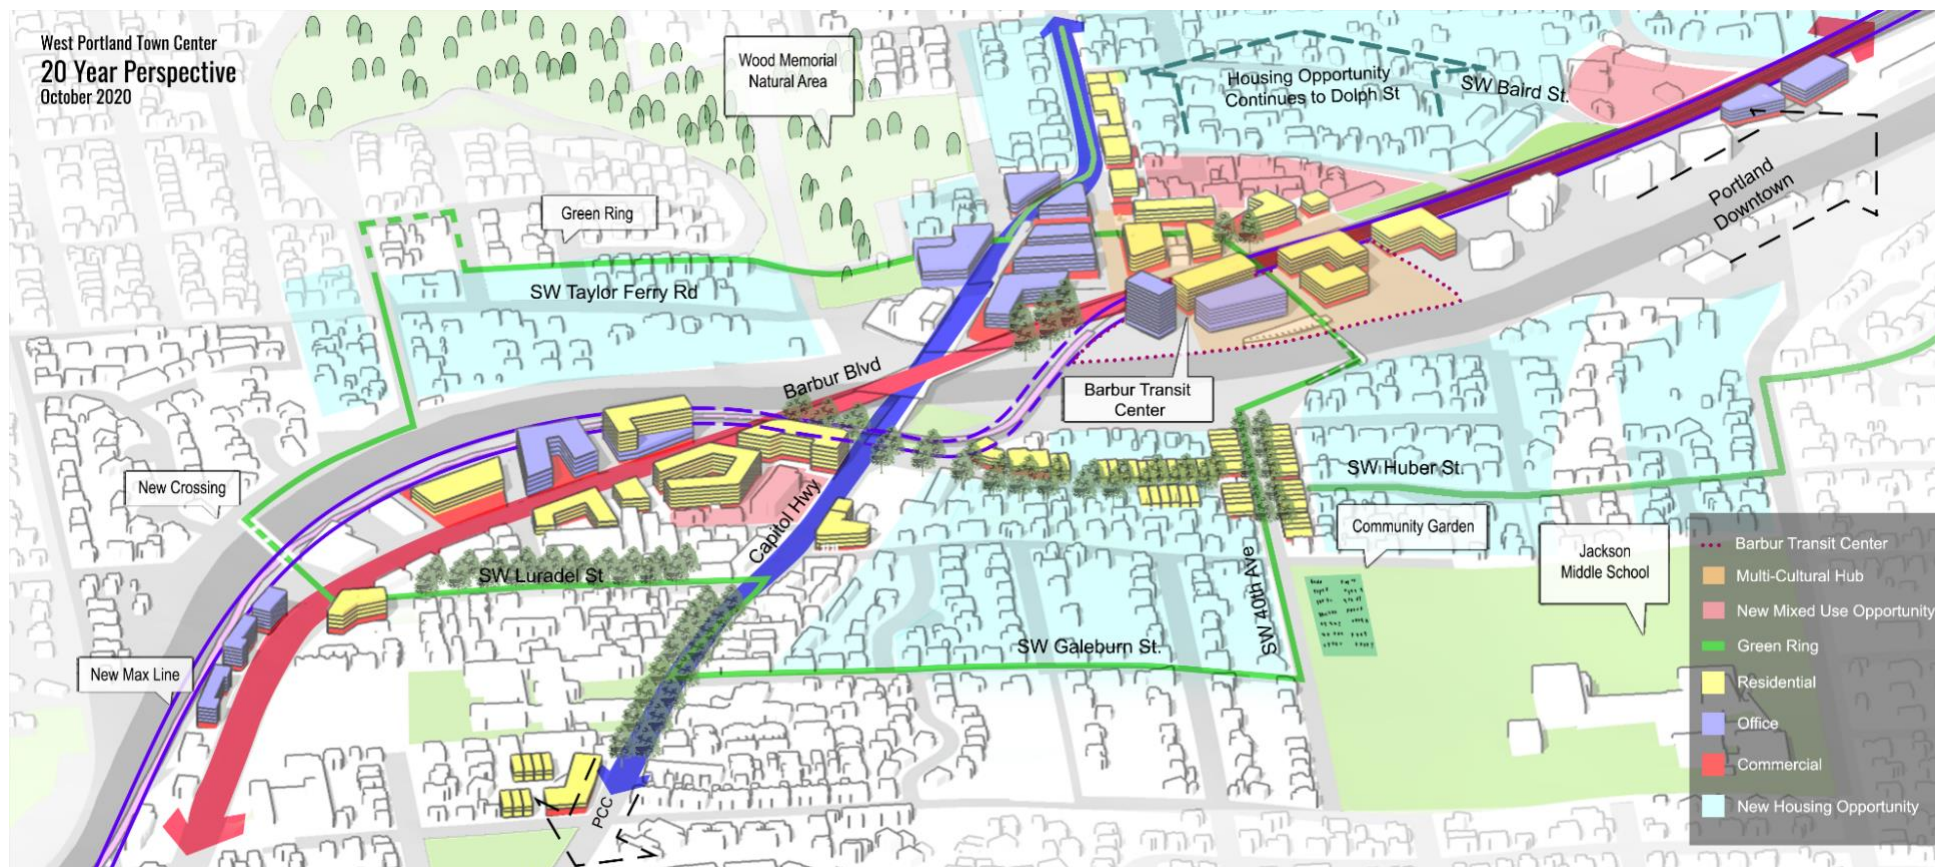 West Portland Town Center
20 Year Perspective
October 2020
Wood Memorial
Natural Area
Housing Opportunity
Continues to Dolph St
SW Baird St.
Green Ring
Portland
Downtown
SW Taylor Ferry Rd
Barbur Blvd
Barbur Transit
Center
New Crossing
Capitol Hwy
SW Huber St.
Community Garden
Jackson
Middle School
SW Luradel St
SW 40th Ave
SW Galeburn St.
New Max Line
PCC
Barbur Transit Center
Multi-Cultural Hub
New Mixed Use Opportunity
Green Ring
Residential
Office
Commercial
New Housing Opportunity